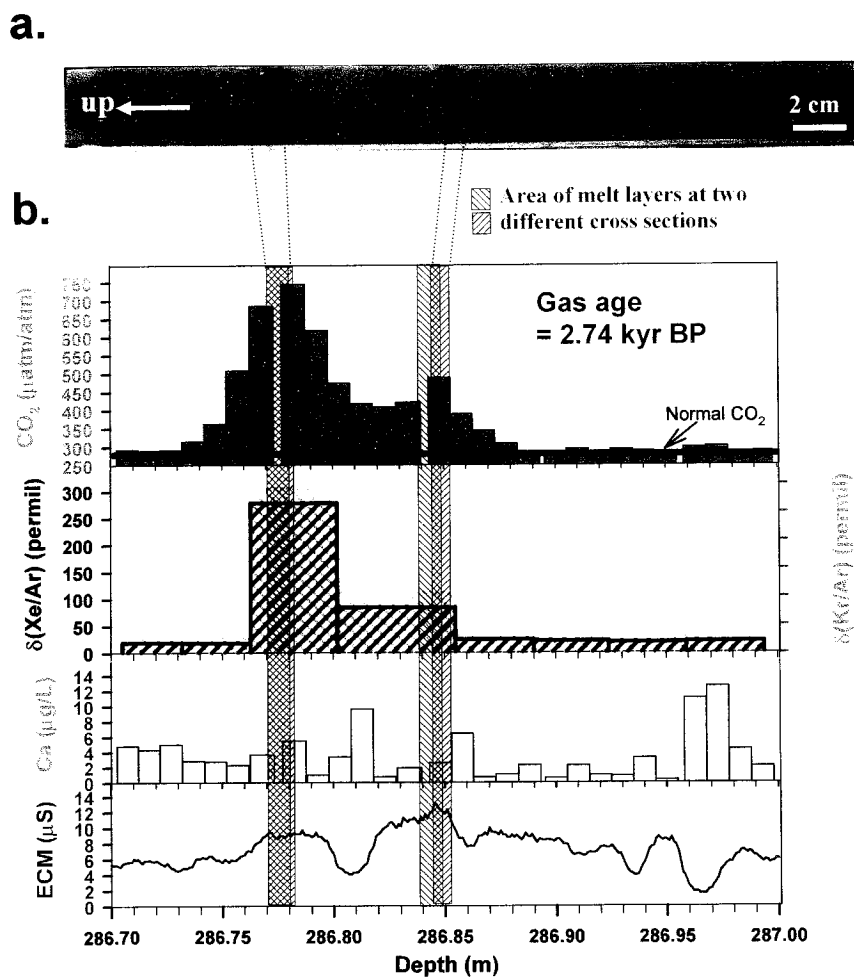 a.
up
2 cm
b.
Area of melt layers at two
different cross sections
CO₂ (μatm/atm)
750
700
650
600
550
500
450
400
350
300
250
Gas age
= 2.74 kyr BP
Normal CO₂
δ(Xe/Ar) (permil)
300
250
200
150
100
50
0
δ(Kr/Ar) (permil)
Ca (μg/L)
14
12
10
8
6
4
2
0
ECM (μS)
14
12
10
8
6
4
2
0
286.70
286.75
286.80
286.85
286.90
286.95
287.00
Depth (m)